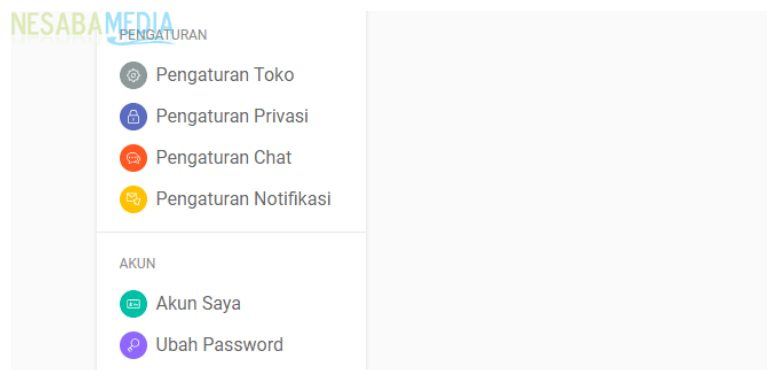 NESABAMEDIA
PENGATURAN
Pengaturan Toko
Pengaturan Privasi
Pengaturan Chat
Pengaturan Notifikasi
AKUN
Akun Saya
Ubah Password